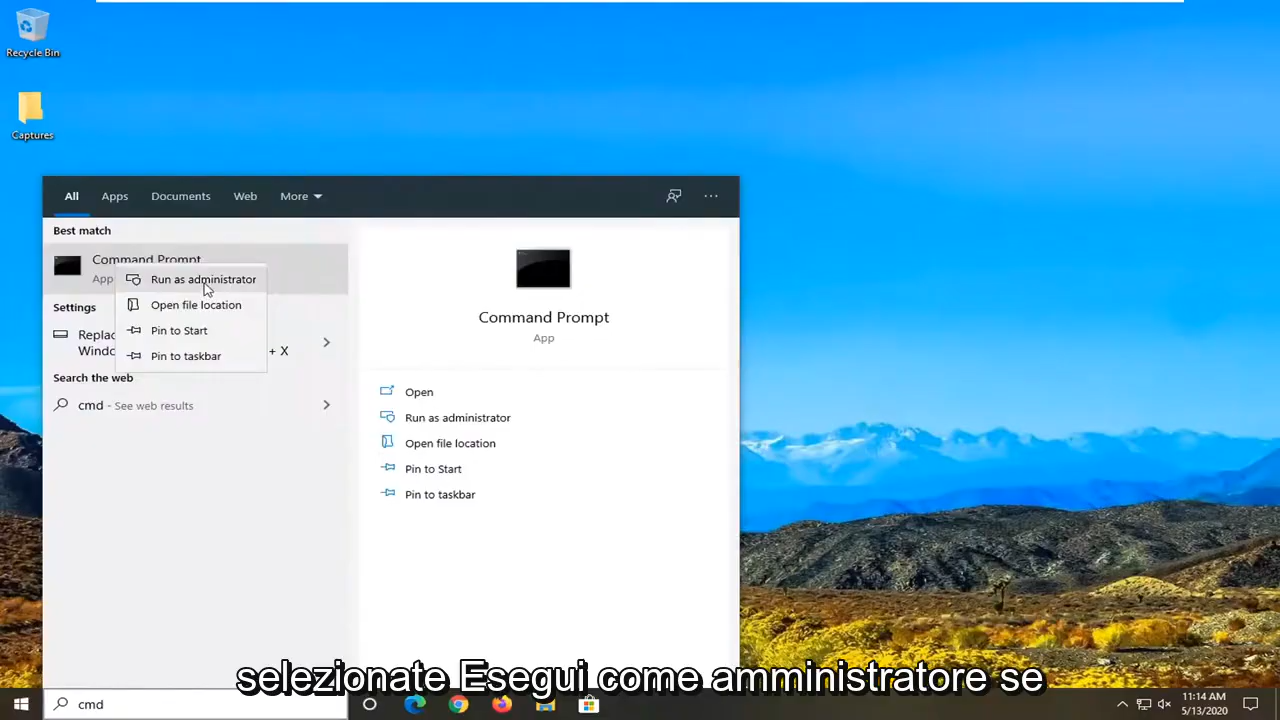 Recycle Bin
Captures
All Apps Documents Web More
Best match
Command Prompt
App
Run as administrator
Open file location
Pin to Start
Pin to taskbar
Settings
Replac
Windo
+ X
Search the web
cmd - See web results
Command Prompt
App
Open
Run as administrator
Open file location
Pin to Start
Pin to taskbar
selezionate Esegui come amministratore se
cmd
11:14 AM
5/13/2020